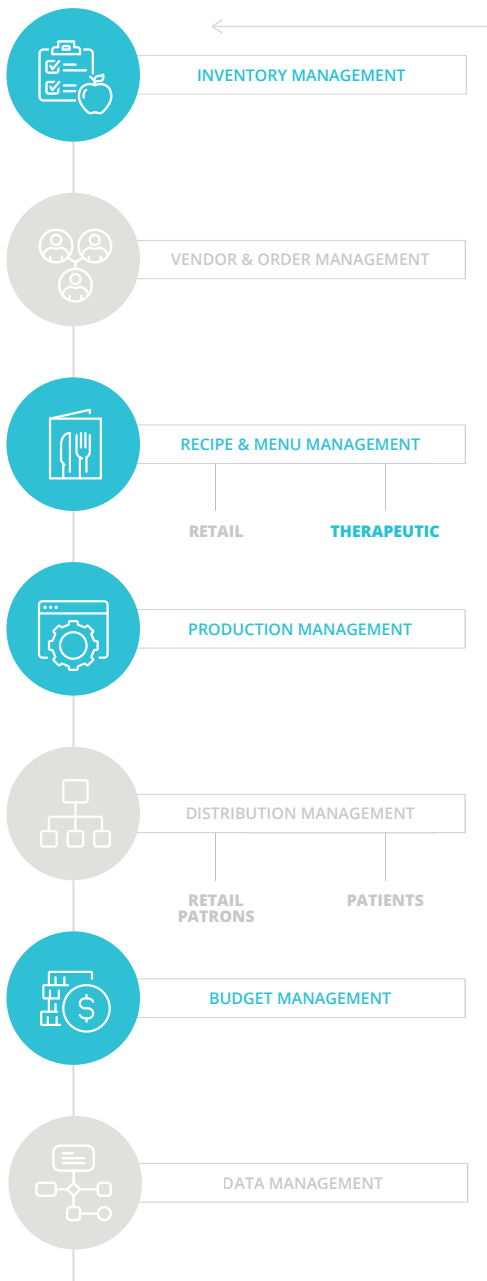 INVENTORY MANAGEMENT
VENDOR & ORDER MANAGEMENT
RECIPE & MENU MANAGEMENT
RETAIL THERAPEUTIC
PRODUCTION MANAGEMENT
DISTRIBUTION MANAGEMENT
RETAIL PATIENTS
PATRONS
BUDGET MANAGEMENT
DATA MANAGEMENT